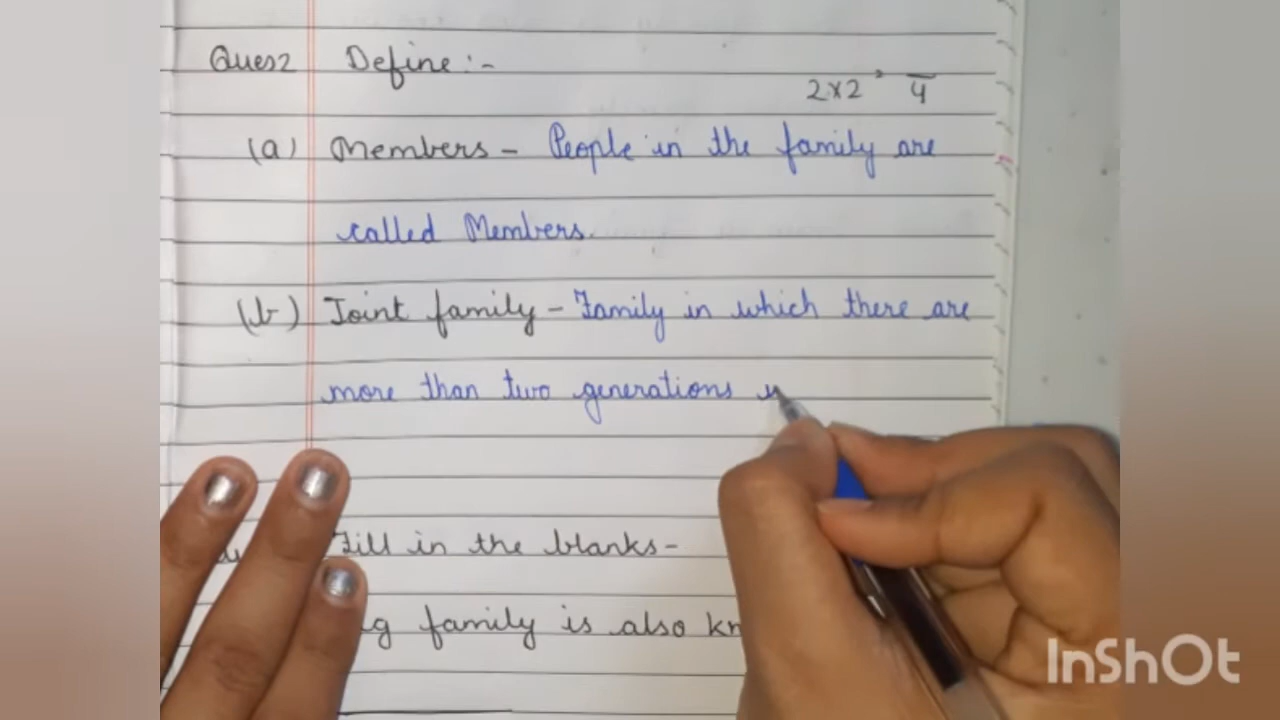 Ques2 Define :-
2x2 = 4
(a) Members - People in the family are
called Members.
(b) Joint family - Family in which there are
more than two generations
Fill in the blanks-
family is also
InShOt